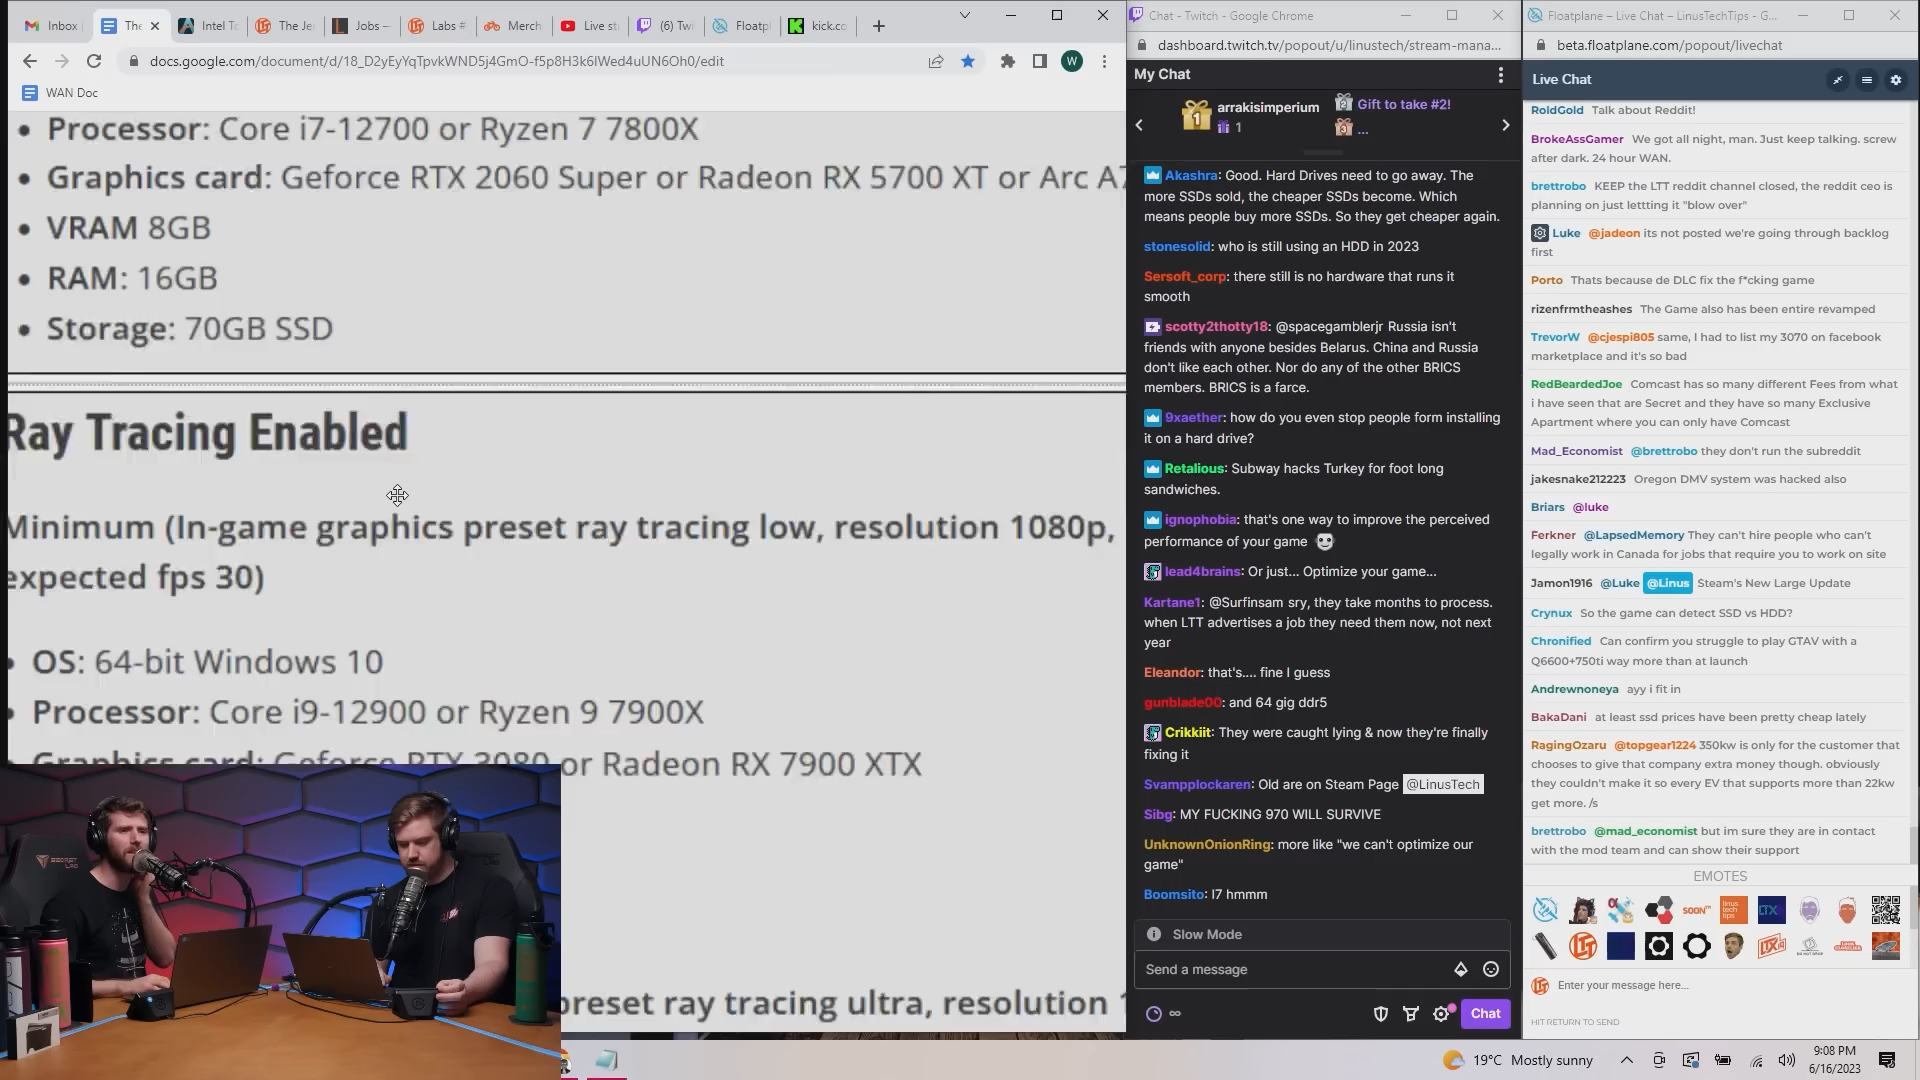 Inbox
The
Intel Tc
The Je
Jobs –
Labs #
Merch
Live st
(6) Twi
Floatpl
kick.co
docs.google.com/document/d/18_D2yEyYqTpvkWND5j4GmO-f5p8H3k6IWed4uUN6Oh0/edit
W
WAN Doc
• Processor: Core i7-12700 or Ryzen 7 7800X
• Graphics card: Geforce RTX 2060 Super or Radeon RX 5700 XT or Arc A7
• VRAM 8GB
• RAM: 16GB
• Storage: 70GB SSD
Ray Tracing Enabled
Minimum (In-game graphics preset ray tracing low, resolution 1080p,
expected fps 30)
• OS: 64-bit Windows 10
• Processor: Core i9-12900 or Ryzen 9 7900X
Graphics card: Geforce RTX 3080 or Radeon RX 7900 XTX
preset ray tracing ultra, resolution
Chat - Twitch - Google Chrome
dashboard.twitch.tv/popout/u/linustech/stream-mana...
My Chat
1
arrakisimperium
1
2 Gift to take #2!
3 ...
Akashra: Good. Hard Drives need to go away. The
more SSDs sold, the cheaper SSDs become. Which
means people buy more SSDs. So they get cheaper again.
stonesolid: who is still using an HDD in 2023
Sersoft_corp: there still is no hardware that runs it
smooth
scotty2thotty18: @spacegamblerjr Russia isn't
friends with anyone besides Belarus. China and Russia
don't like each other. Nor do any of the other BRICS
members. BRICS is a farce.
9xaether: how do you even stop people form installing
it on a hard drive?
Retalious: Subway hacks Turkey for foot long
sandwiches.
ignophobia: that's one way to improve the perceived
performance of your game
lead4brains: Or just... Optimize your game...
Kartane1: @Surfinsam sry, they take months to process.
when LTT advertises a job they need them now, not next
year
Eleandor: that's.... fine I guess
gunblade00: and 64 gig ddr5
Crikkiit: They were caught lying & now they're finally
fixing it
Svampplockaren: Old are on Steam Page @LinusTech
Sibg: MY FUCKING 970 WILL SURVIVE
UnknownOnionRing: more like "we can't optimize our
game"
Boomsito: I7 hmmm
Slow Mode
Send a message
Chat
Floatplane – Live Chat – LinusTechTips - G...
beta.floatplane.com/popout/livechat
Live Chat
RoldGold Talk about Reddit!
BrokeAssGamer We got all night, man. Just keep talking. screw
after dark. 24 hour WAN.
brettrobo KEEP the LTT reddit channel closed, the reddit ceo is
planning on just lettting it "blow over"
Luke @jadeon its not posted we're going through backlog
first
Porto Thats because de DLC fix the f*cking game
rizenfrmtheashes The Game also has been entire revamped
TrevorW @cjespi805 same, I had to list my 3070 on facebook
marketplace and it's so bad
RedBeardedJoe Comcast has so many different Fees from what
i have seen that are Secret and they have so many Exclusive
Apartment where you can only have Comcast
Mad_Economist @brettrobo they don't run the subreddit
jakesnake212223 Oregon DMV system was hacked also
Briars @luke
Ferkner @LapsedMemory They can't hire people who can't
legally work in Canada for jobs that require you to work on site
Jamon1916 @Luke @Linus Steam's New Large Update
Crynux So the game can detect SSD vs HDD?
Chronified Can confirm you struggle to play GTAV with a
Q6600+750ti way more than at launch
Andrewnoneya ayy i fit in
BakaDani at least ssd prices have been pretty cheap lately
RagingOzaru @topgear1224 350kw is only for the customer that
chooses to give that company extra money though. obviously
they couldn't make it so every EV that supports more than 22kw
get more. /s
brettrobo @mad_economist but im sure they are in contact
with the mod team and can show their support
EMOTES
SOON
linus tech tips
LTX
Enter your message here...
HIT RETURN TO SEND
19°C Mostly sunny
9:08 PM
6/16/2023